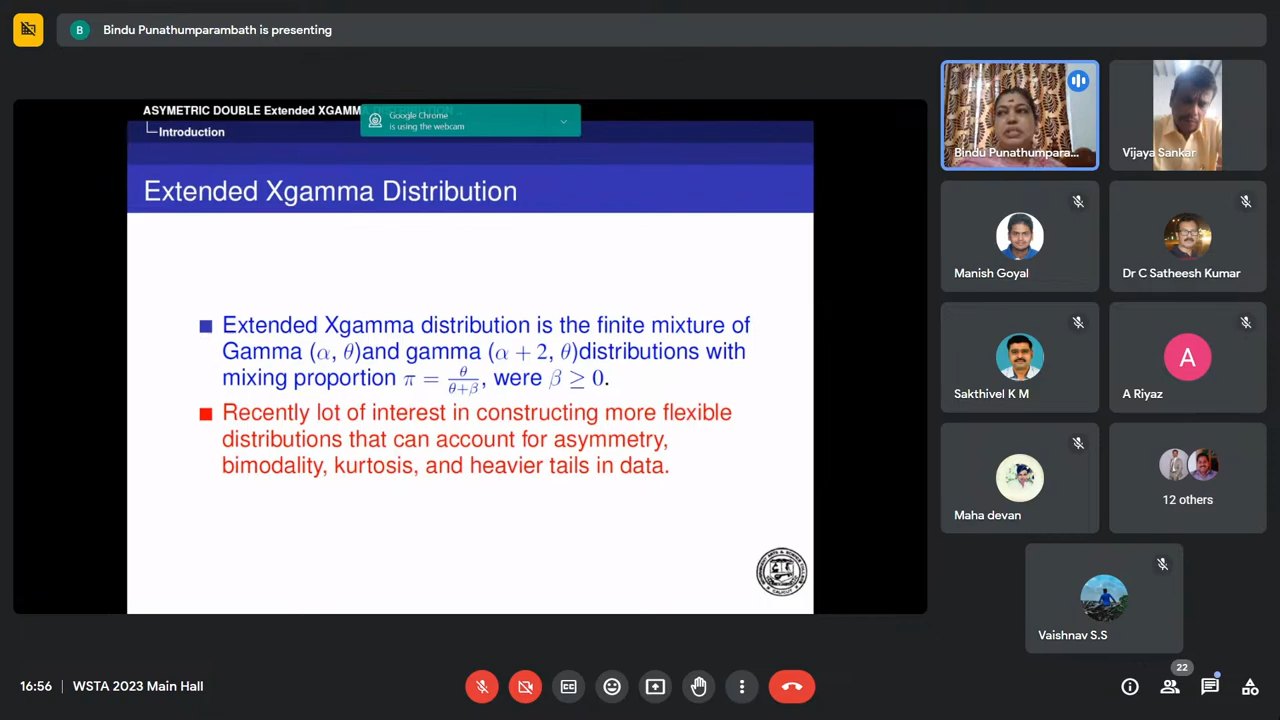 B Bindu Punathumparambath is presenting
ASYMETRIC DOUBLE Extended XGAMMA
Introduction
Google Chrome
is using the webcam
Extended Xgamma Distribution
Extended Xgamma distribution is the finite mixture of
Gamma (α, θ)and gamma (α + 2, θ)distributions with
mixing proportion π = θ/(θ+β), were β ≥ 0.
Recently lot of interest in constructing more flexible
distributions that can account for asymmetry,
bimodality, kurtosis, and heavier tails in data.
Bindu Punathumpara...
Vijaya Sankar
Manish Goyal
Dr C Satheesh Kumar
Sakthivel K M
A
A Riyaz
Maha devan
12 others
Vaishnav S.S
16:56 | WSTA 2023 Main Hall
22